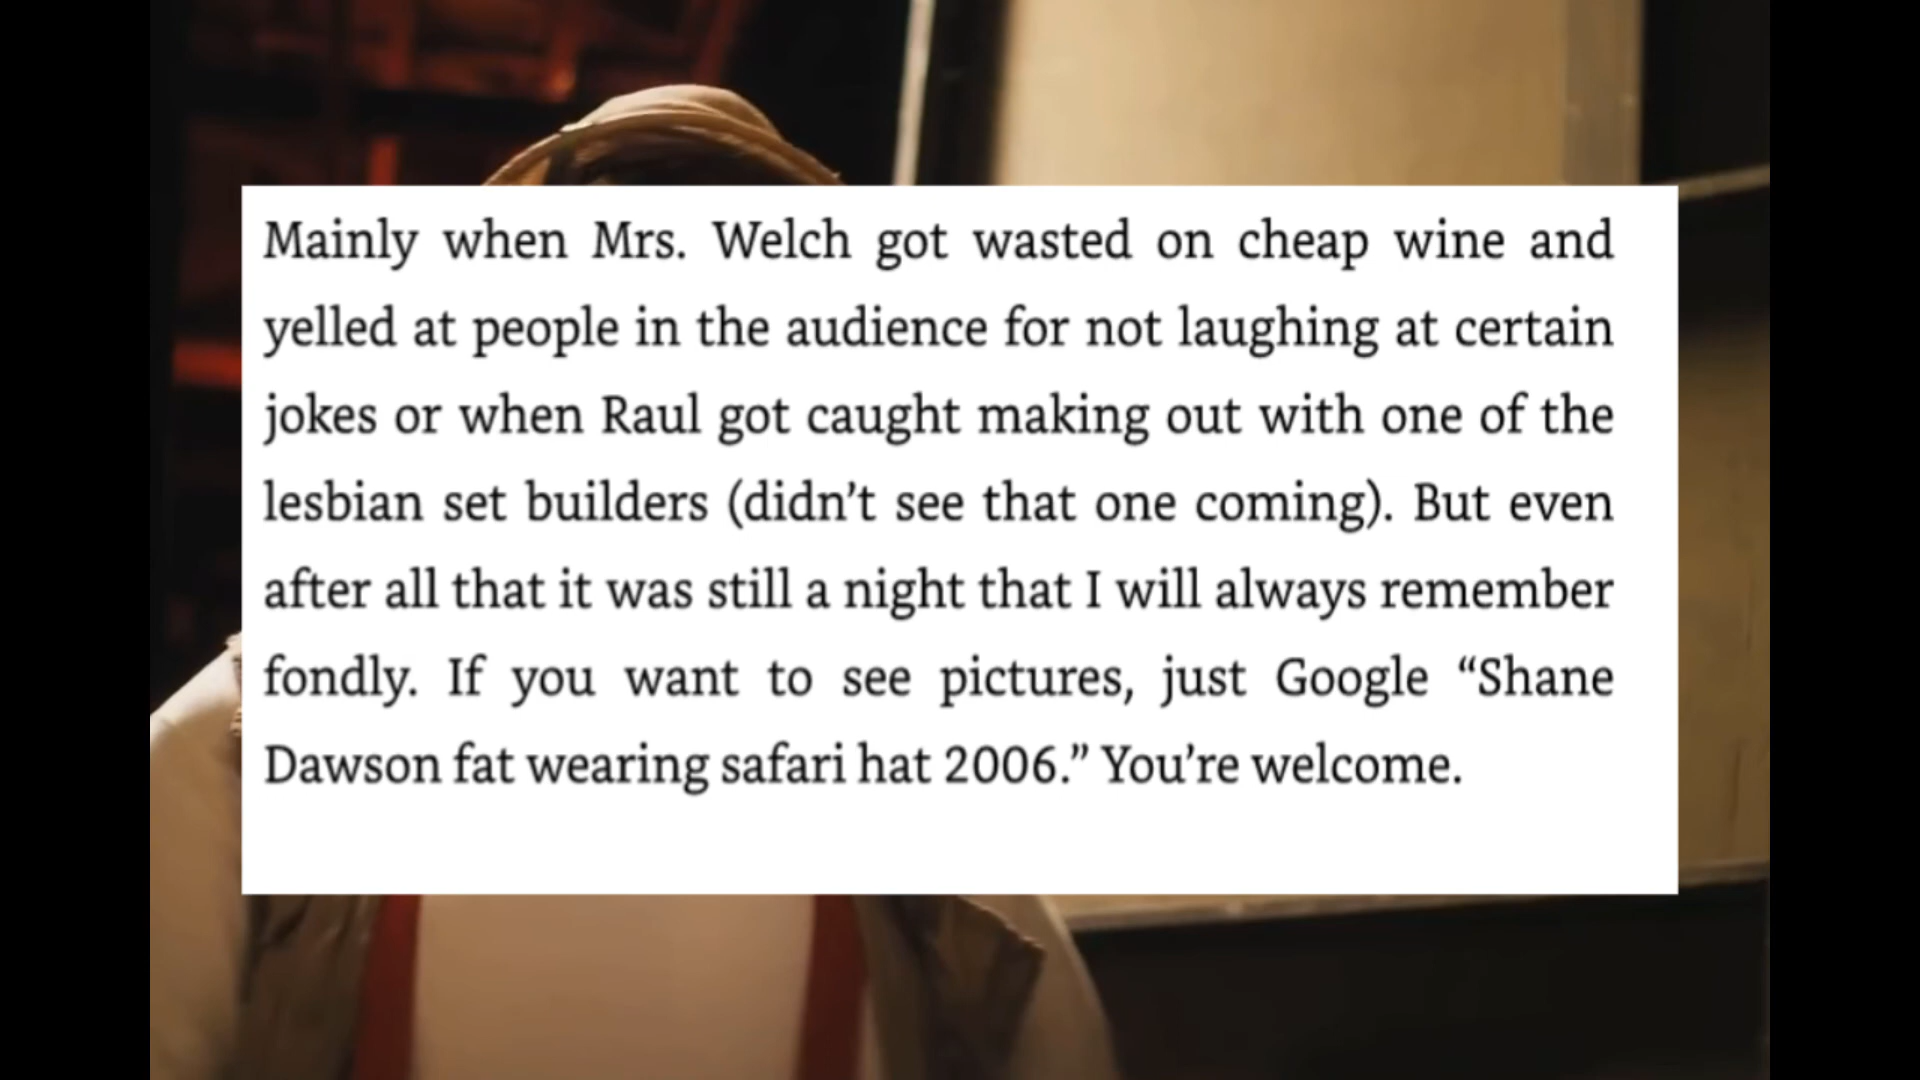 Mainly when Mrs. Welch got wasted on cheap wine and
yelled at people in the audience for not laughing at certain
jokes or when Raul got caught making out with one of the
lesbian set builders (didn’t see that one coming). But even
after all that it was still a night that I will always remember
fondly. If you want to see pictures, just Google “Shane
Dawson fat wearing safari hat 2006.” You’re welcome.